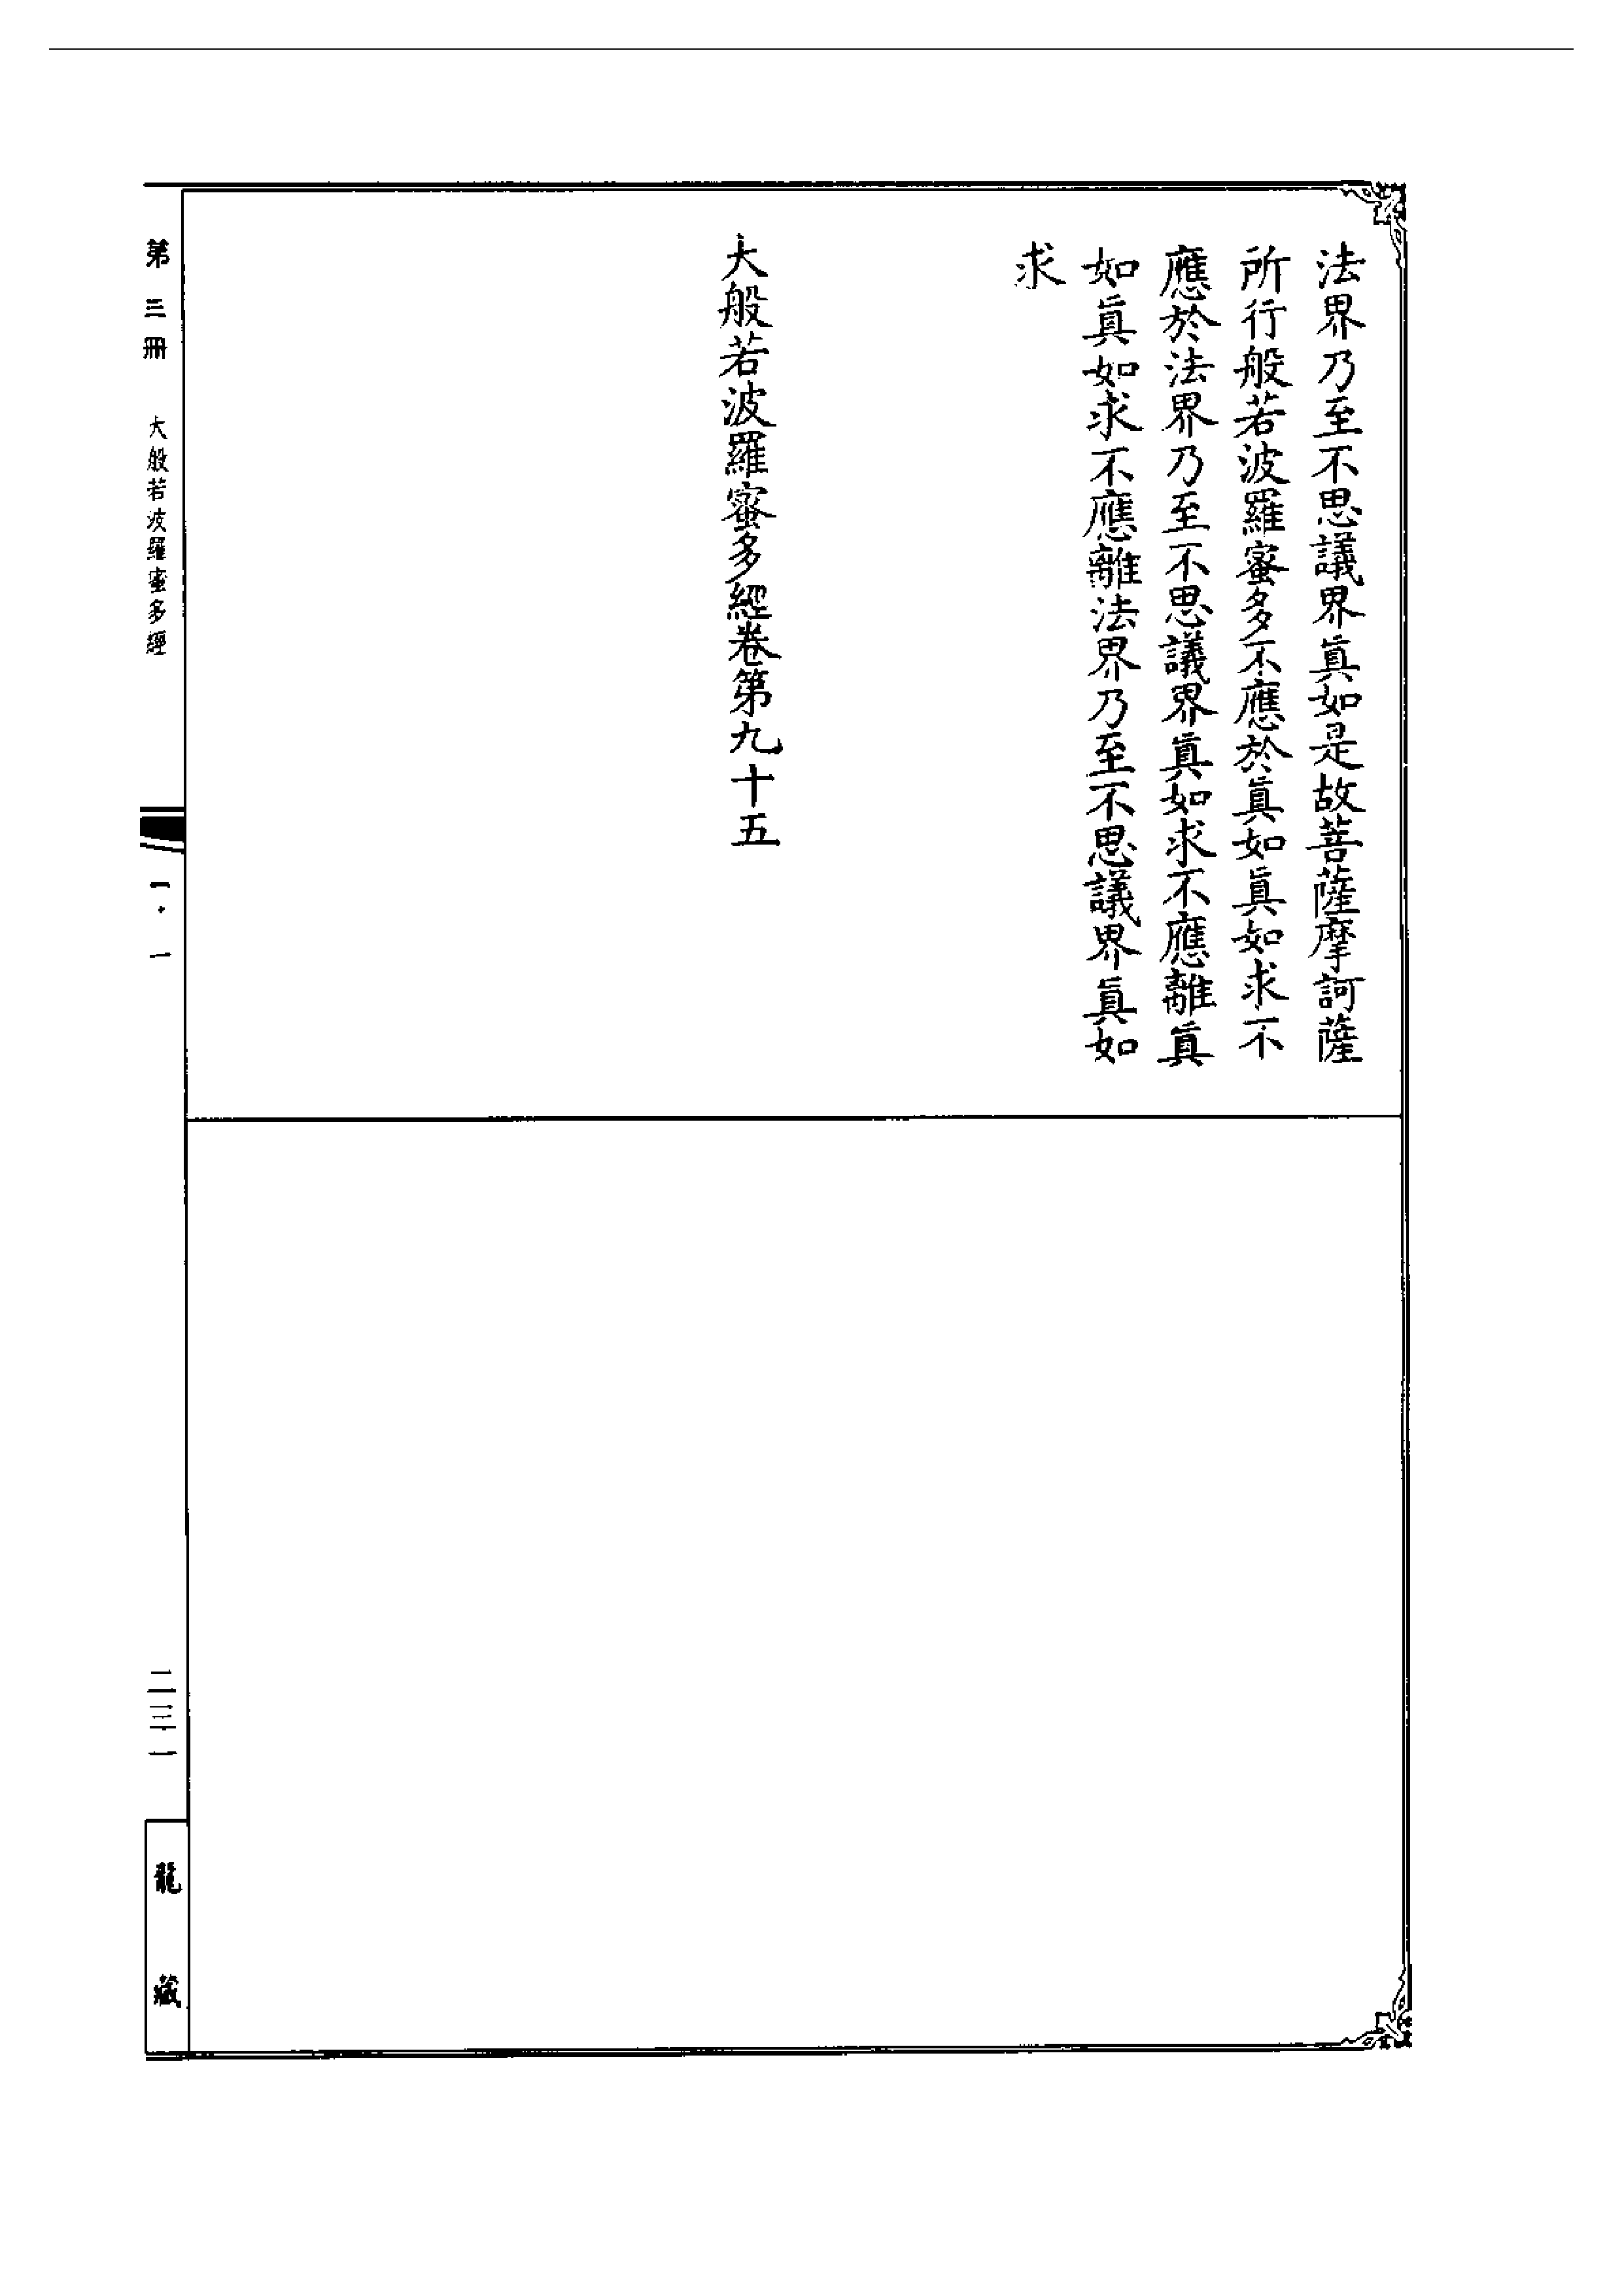 法界乃至不思議界真如是故菩薩摩訶薩
所行般若波羅蜜多不應於真如真如求不
應於法界乃至不思議界真如求不應離真
如真如求不應離法界乃至不思議界真如
求
大般若波羅蜜多經卷第九十五
第三冊 大般若波羅蜜多經
一·一
二三一
龍藏